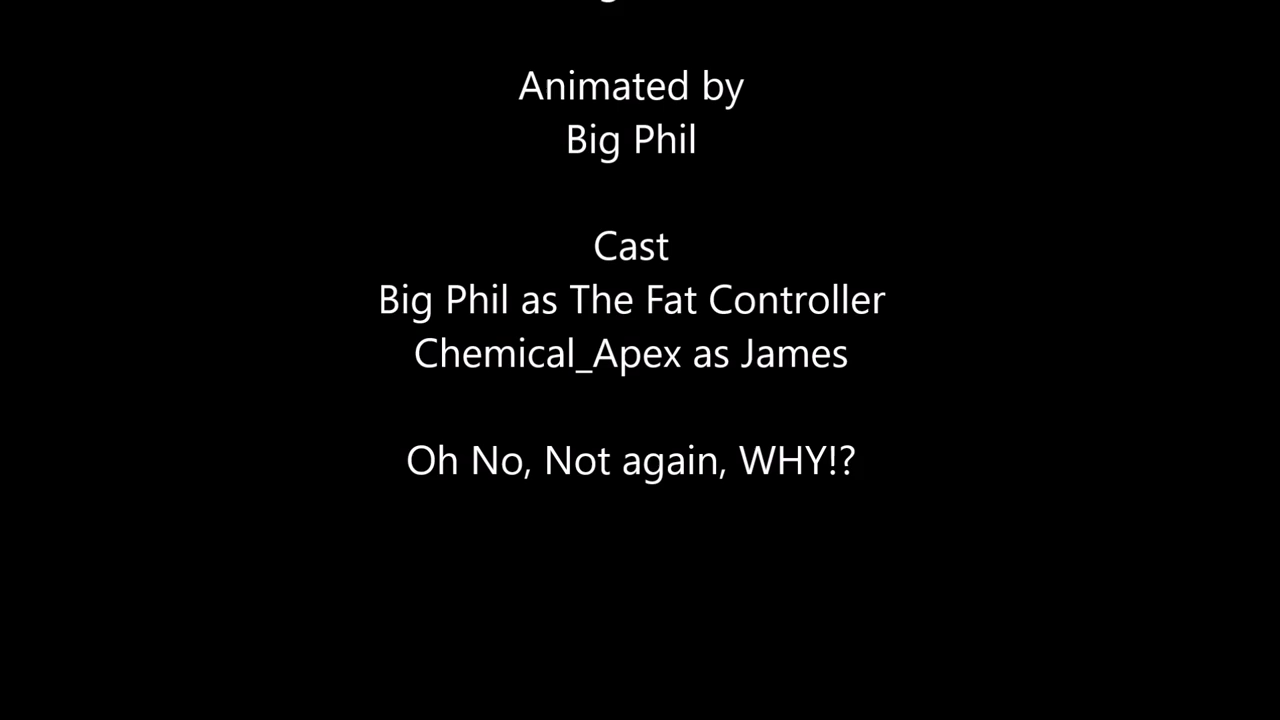 Animated by
Big Phil
Cast
Big Phil as The Fat Controller
Chemical_Apex as James
Oh No, Not again, WHY!?